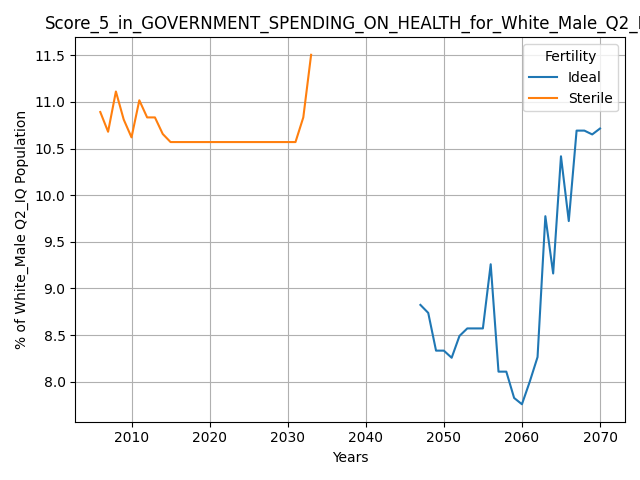 Score_5_in_GOVERNMENT_SPENDING_ON_HEALTH_for_White_Male_Q2_I
Fertility
Ideal
Sterile
% of White_Male Q2_IQ Population
11.5
11.0
10.5
10.0
9.5
9.0
8.5
8.0
2010 2020 2030 2040 2050 2060 2070
Years